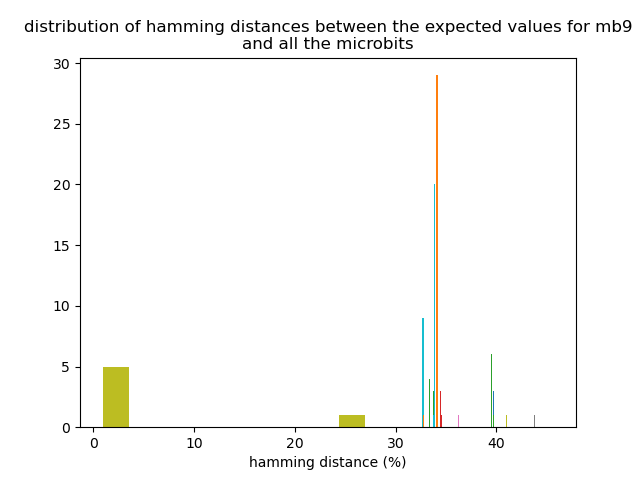 distribution of hamming distances between the expected values for mb9
and all the microbits
30
25
20
15
10
5
0
0 10 20 30 40
hamming distance (%)